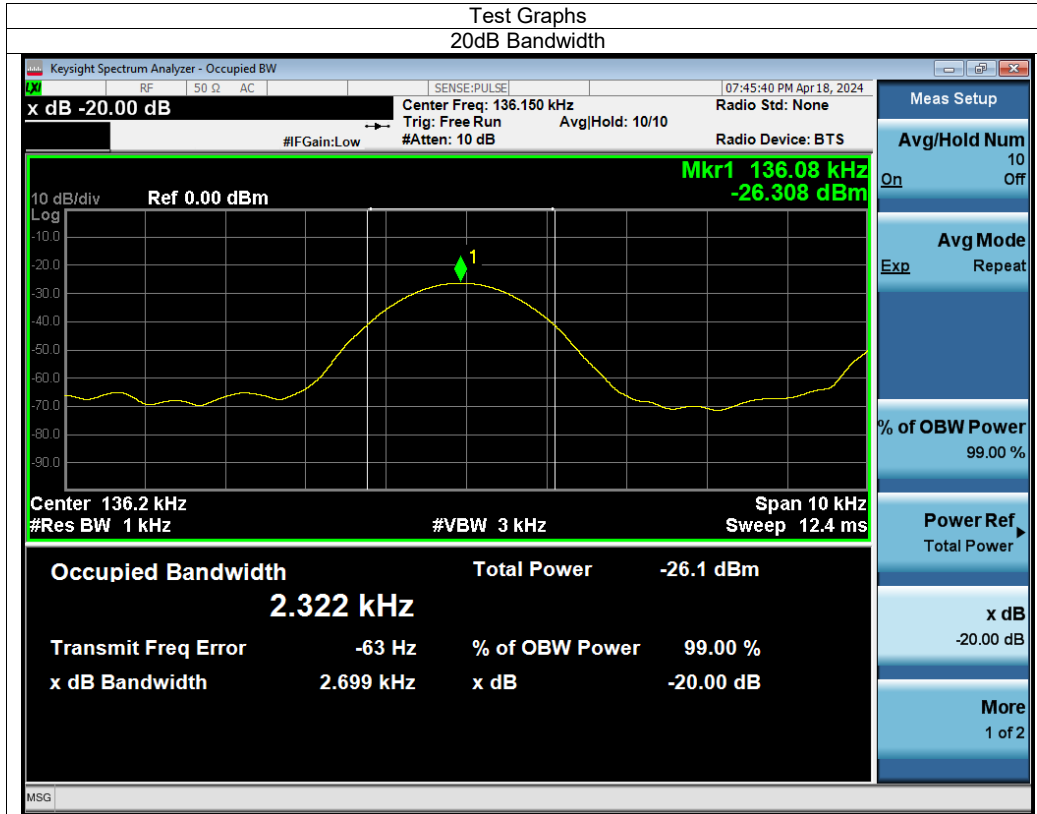 Test Graphs
20dB Bandwidth
Keysight Spectrum Analyzer - Occupied BW
LXI RF 50 Ω AC SENSE:PULSE 07:45:40 PM Apr 18, 2024
x dB -20.00 dB Center Freq: 136.150 kHz Radio Std: None
Trig: Free Run Avg|Hold: 10/10
#IFGain:Low #Atten: 10 dB Radio Device: BTS
Mkr1 136.08 kHz
-26.308 dBm
10 dB/div Ref 0.00 dBm
Log
-10.0
1
-20.0
-30.0
-40.0
-50.0
-60.0
-70.0
-80.0
-90.0
Center 136.2 kHz Span 10 kHz
#Res BW 1 kHz #VBW 3 kHz Sweep 12.4 ms
Occupied Bandwidth Total Power -26.1 dBm
2.322 kHz
Transmit Freq Error -63 Hz % of OBW Power 99.00 %
x dB Bandwidth 2.699 kHz x dB -20.00 dB
MSG
Meas Setup
Avg/Hold Num
10
On Off
Avg Mode
Exp Repeat
% of OBW Power
99.00 %
Power Ref
Total Power
x dB
-20.00 dB
More
1 of 2